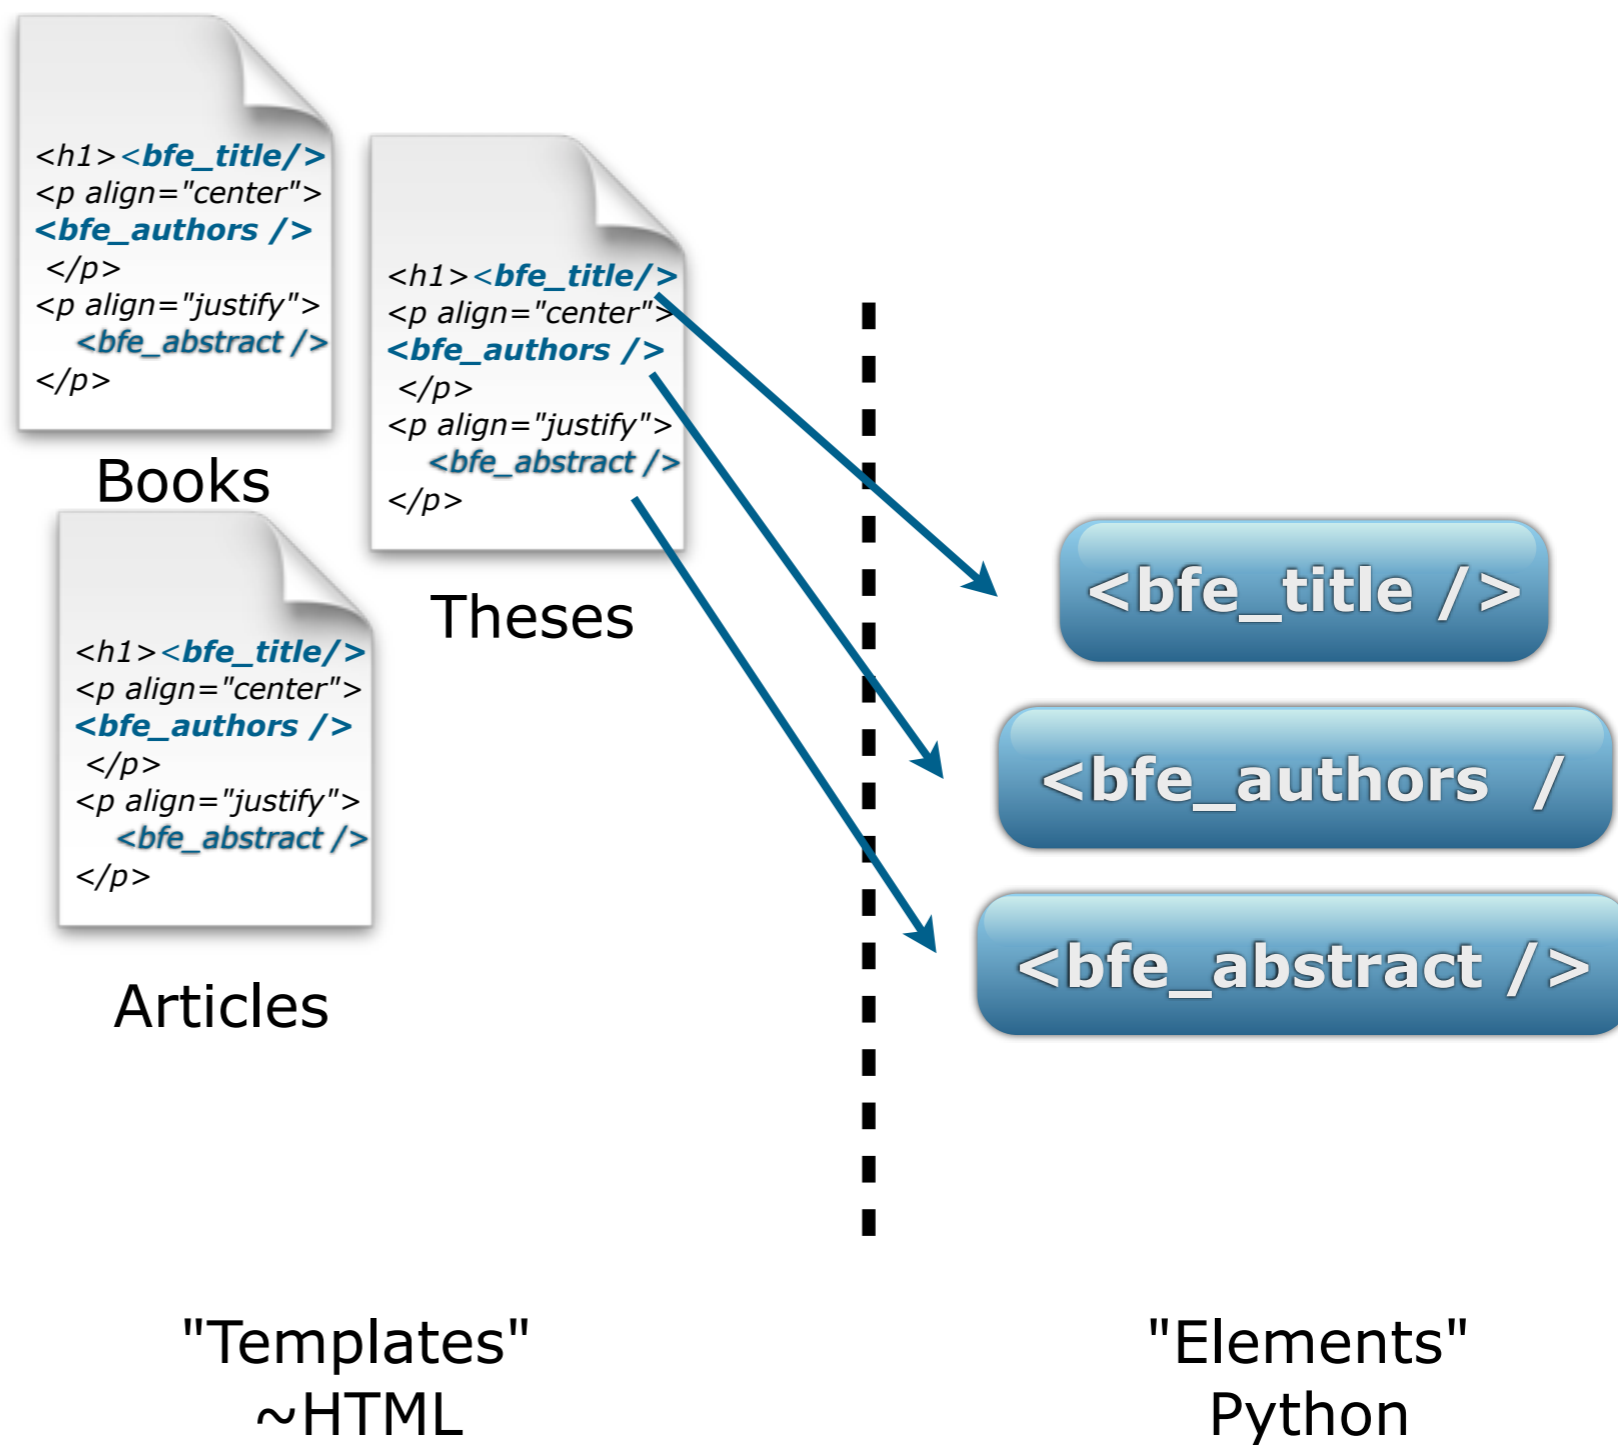 <h1><bfe_title/>
<p align="center">
<bfe_authors />
</p>
<p align="justify">
<bfe_abstract />
</p>
Books
<h1><bfe_title/>
<p align="center">
<bfe_authors />
</p>
<p align="justify">
<bfe_abstract />
</p>
Theses
<h1><bfe_title/>
<p align="center">
<bfe_authors />
</p>
<p align="justify">
<bfe_abstract />
</p>
Articles
<bfe_title />
<bfe_authors /
<bfe_abstract />
"Templates"
~HTML
"Elements"
Python